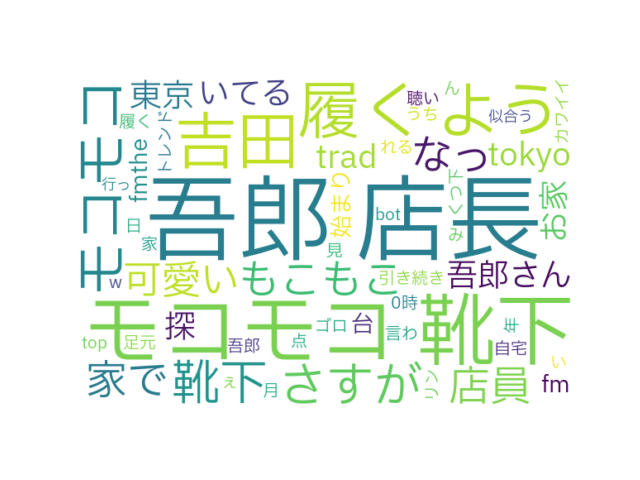 モコモコ
東京
いてる
履く
トレンド
fmthe
吉田
履く
よう
聴い
ん
うち
似合う
カワイイ
trad
れる
なっ
tokyo
行っ
日
家
吾郎 店長
始まり
bot
見
みくつ下
お家
w
可愛い
もこもこ
引き続き
吾郎さん
モコモコ
靴下
探
ゴロ
台
0時
言わ
年
top
足元
吾郎
点
自宅
家で
靴下
え
月
さすが
リン
店員
fm
い